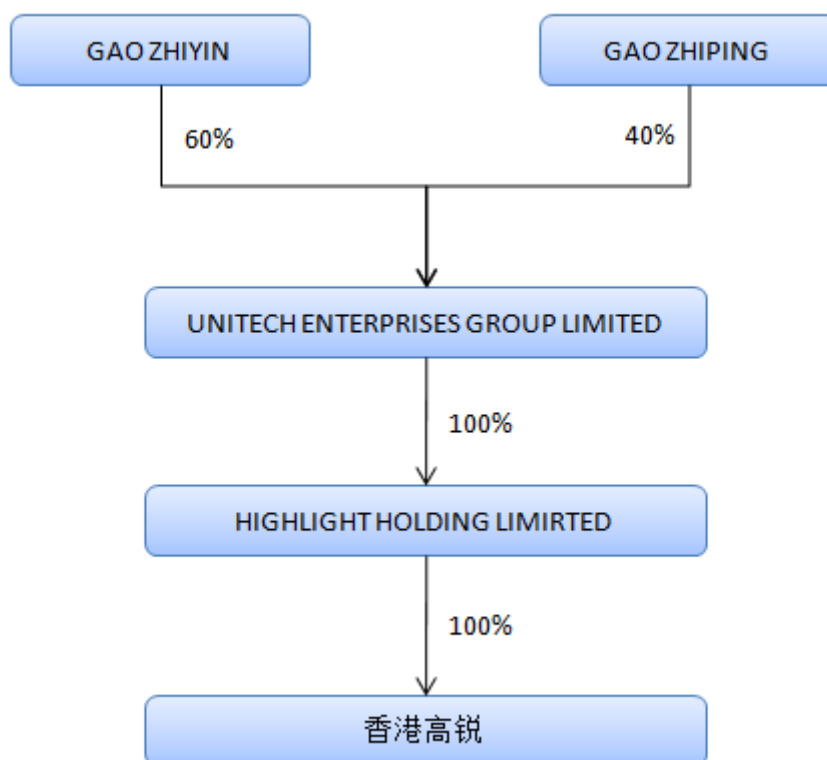 GAO ZHIYIN
GAO ZHIPING
60%
40%
UNITECH ENTERPRISES GROUP LIMITED
100%
HIGHLIGHT HOLDING LIMIRTED
100%
香港高锐